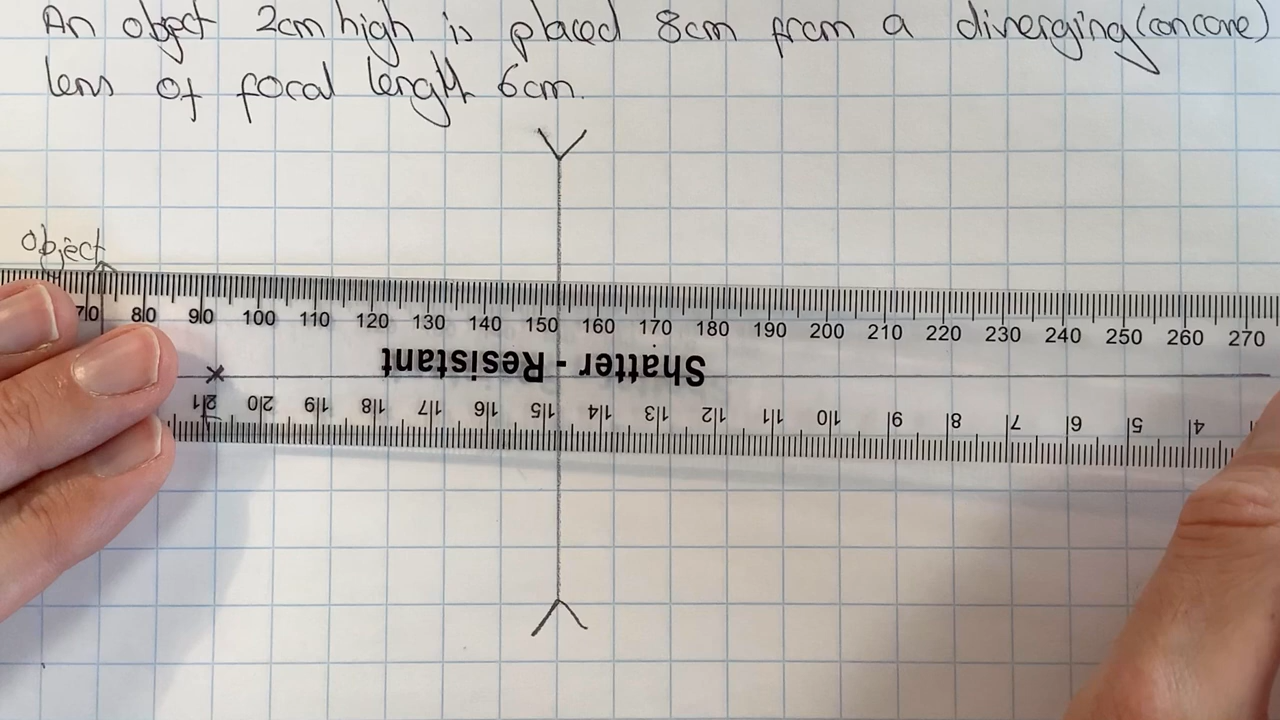 An object 2cm high is placed 8cm from a diverging (concave)
lens of focal length 6cm.
object
70 80 90 100 110 120 130 140 150 160 170 180 190 200 210 220 230 240 250 260 270
Shatter - Resistant
21 20 19 18 17 16 15 14 13 12 11 10 9 8 7 6 5 4
F